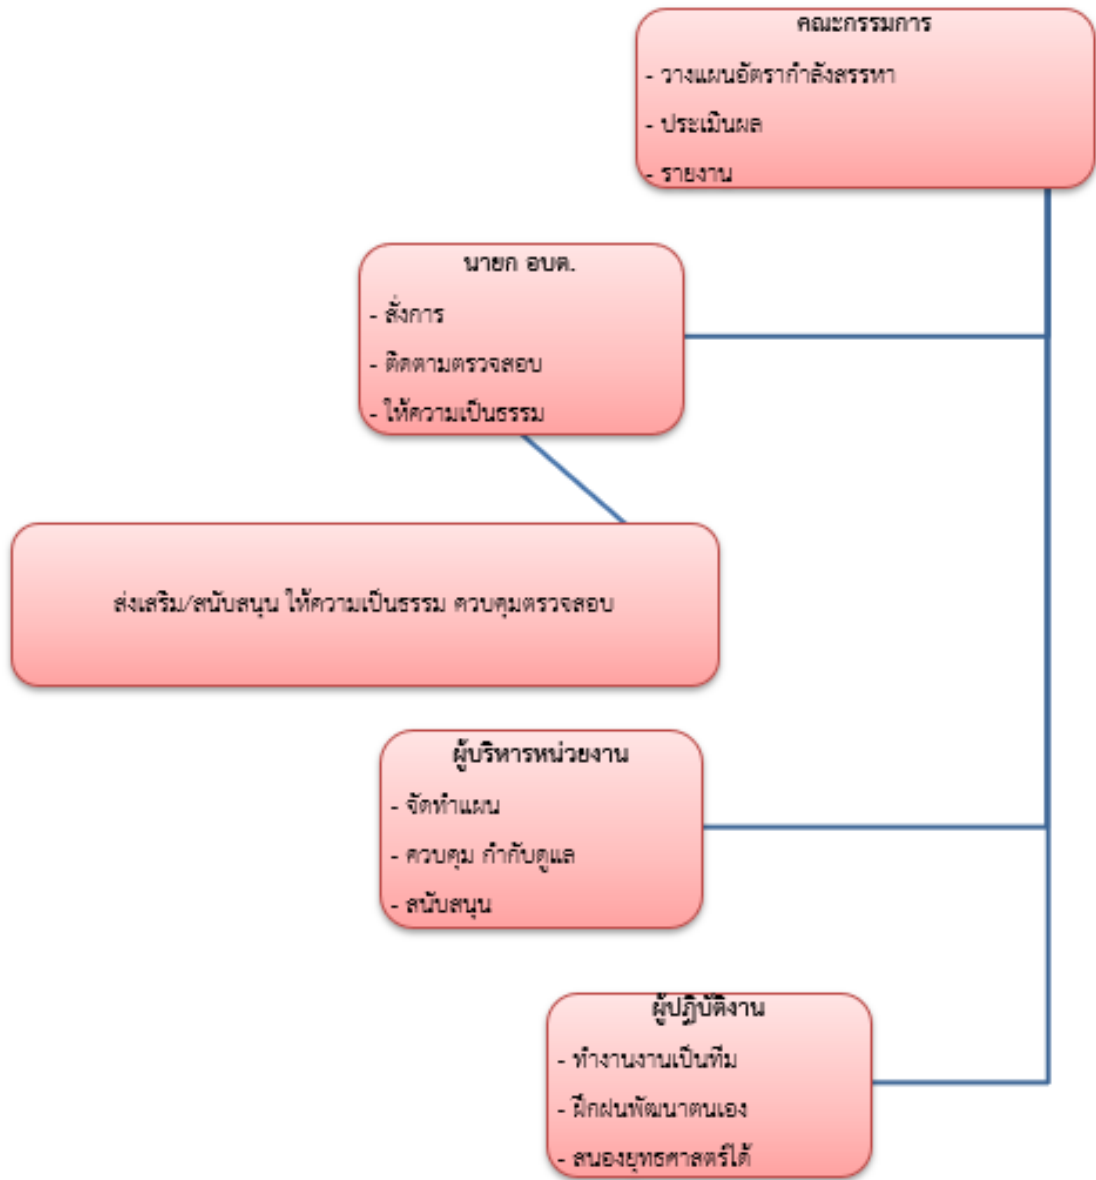 คณะกรรมการ
- วางแผนอัตรากำลังสรรหา
- ประเมินผล
- รายงาน
นายก อบต.
- สั่งการ
- ติดตามตรวจสอบ
- ให้ความเป็นธรรม
ส่งเสริม/สนับสนุน ให้ความเป็นธรรม ควบคุมตรวจสอบ
ผู้บริหารหน่วยงาน
- จัดทำแผน
- ควบคุม กำกับดูแล
- สนับสนุน
ผู้ปฏิบัติงาน
- ทำงานงานเป็นทีม
- ฝึกฝนพัฒนาตนเอง
- สนองยุทธศาสตร์ได้